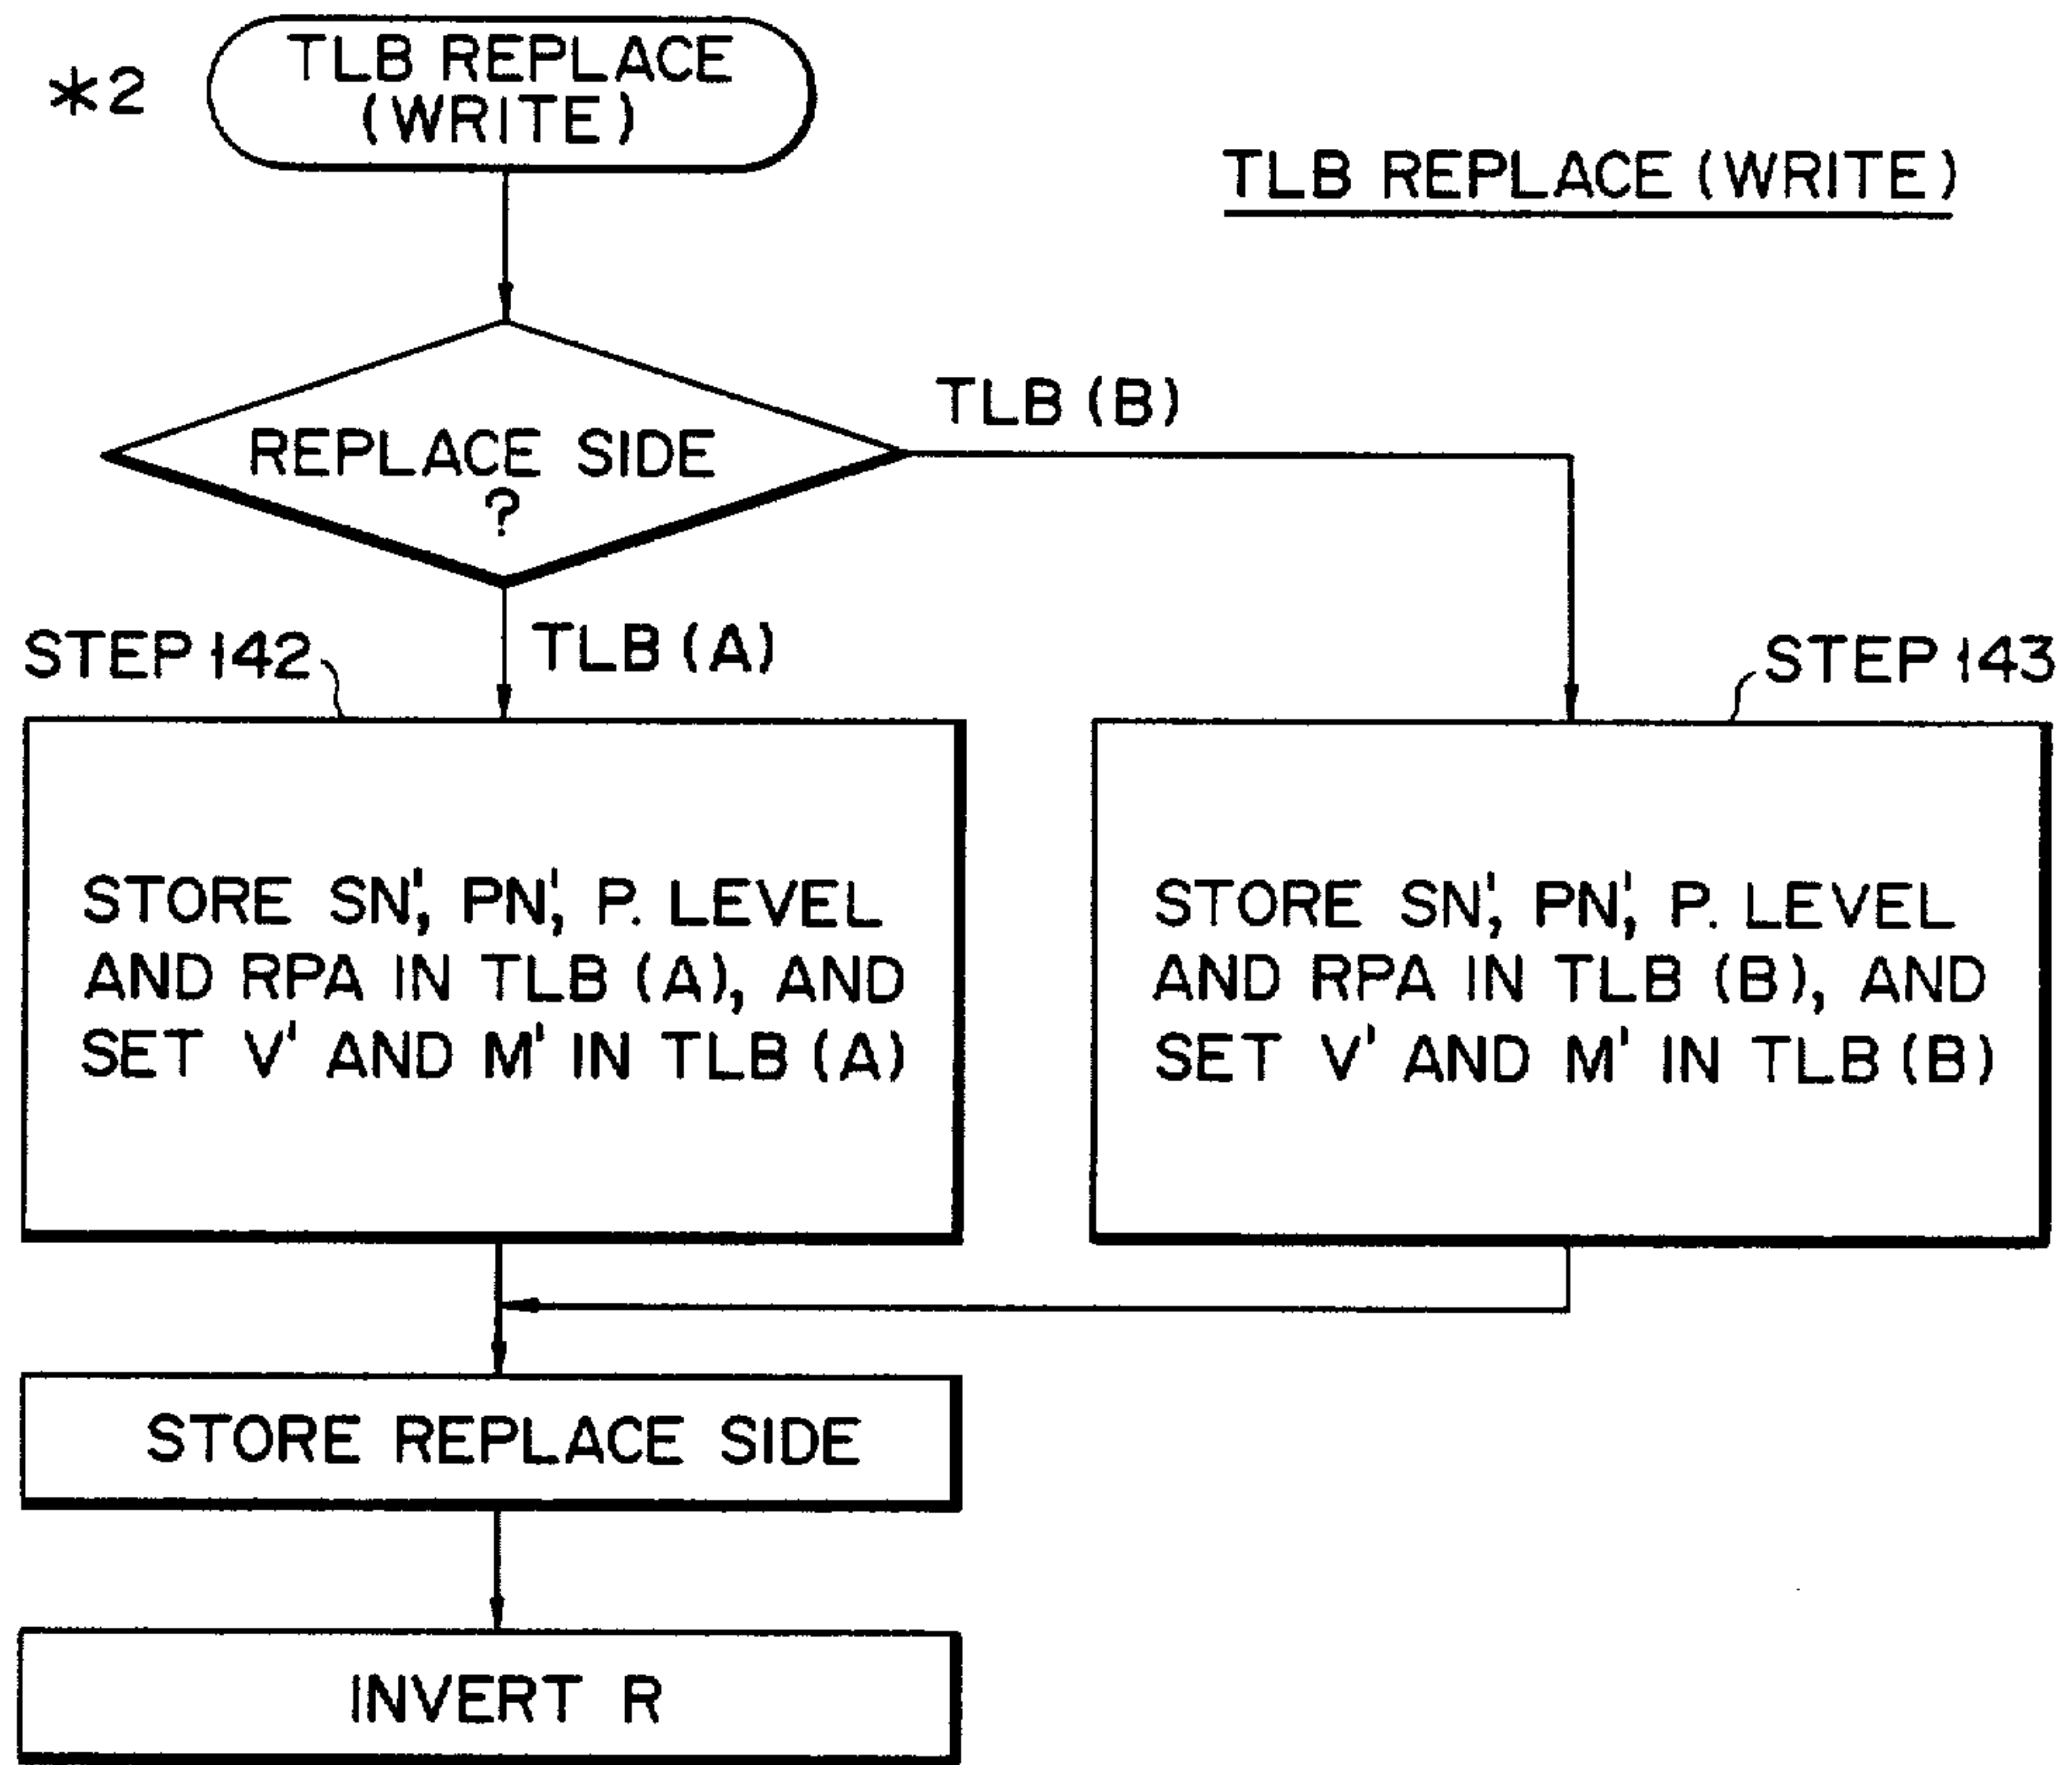 *2
TLB REPLACE
(WRITE)
TLB REPLACE (WRITE)
REPLACE SIDE
?
TLB (B)
TLB (A)
STEP 142
STEP 143
STORE SN', PN', P. LEVEL
AND RPA IN TLB (A), AND
SET V' AND M' IN TLB (A)
STORE SN', PN', P. LEVEL
AND RPA IN TLB (B), AND
SET V' AND M' IN TLB (B)
STORE REPLACE SIDE
INVERT R